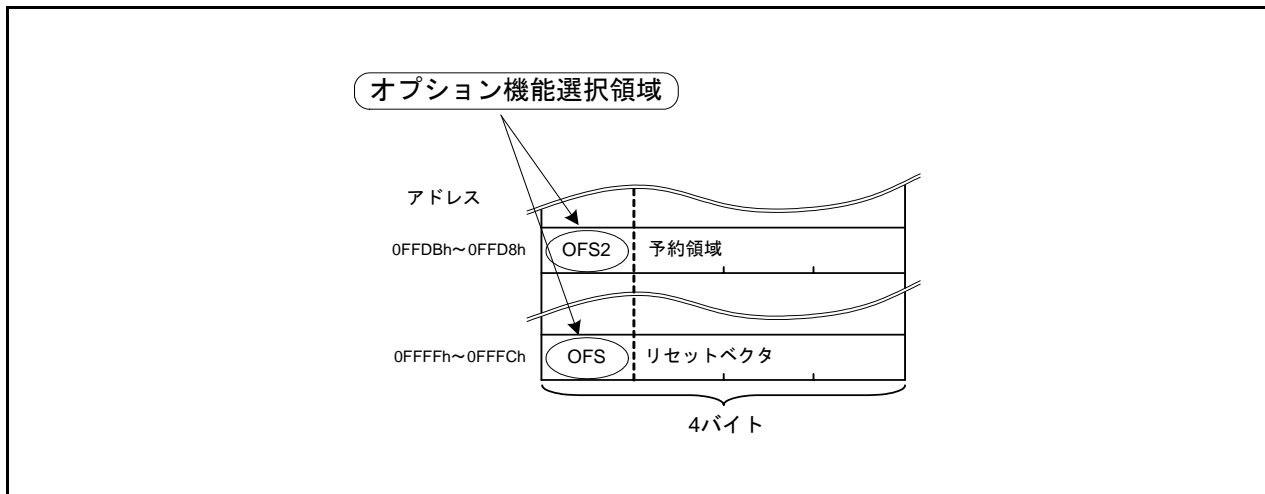 オプション機能選択領域
アドレス
0FFDBh~0FFD8h OFS2 予約領域
0FFFFh~0FFFCh OFS リセットベクタ
4バイト